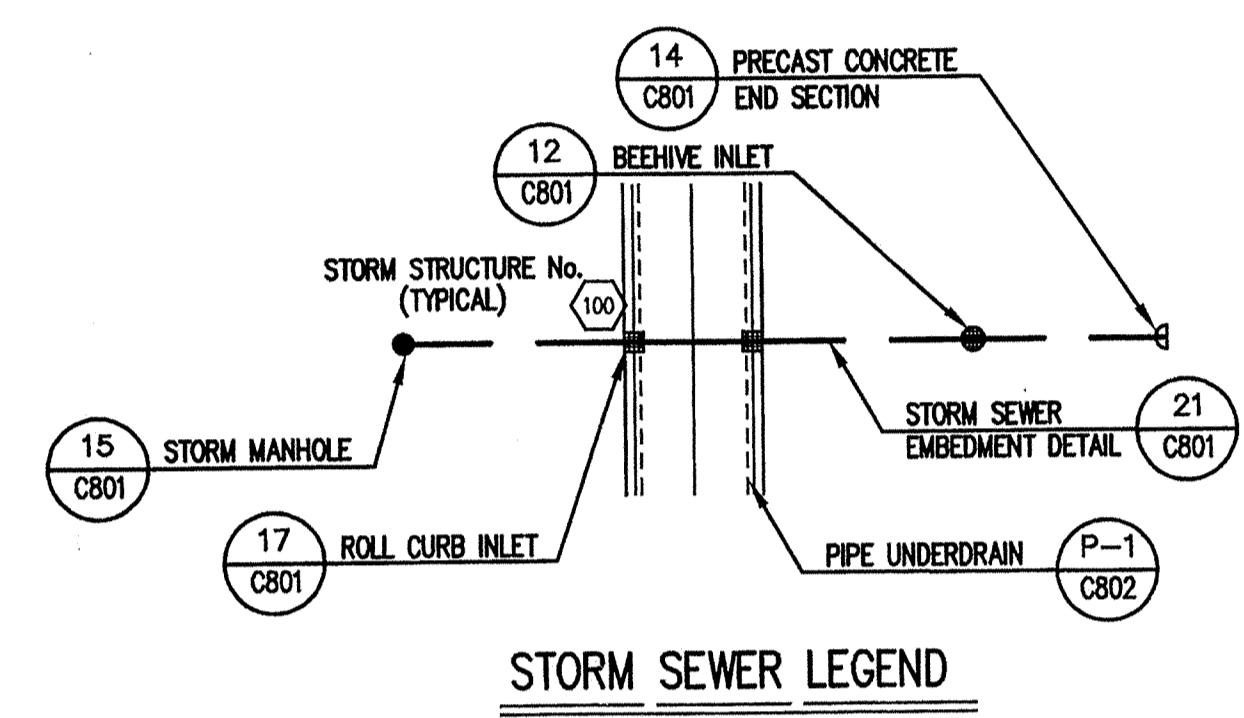 14
C801
PRECAST CONCRETE
END SECTION
12
C801
BEEHIVE INLET
STORM STRUCTURE No.
(TYPICAL)
100
15
C801
STORM MANHOLE
STORM SEWER
EMBEDMENT DETAIL
21
C801
17
C801
ROLL CURB INLET
PIPE UNDERDRAIN
P-1
C802
STORM SEWER LEGEND